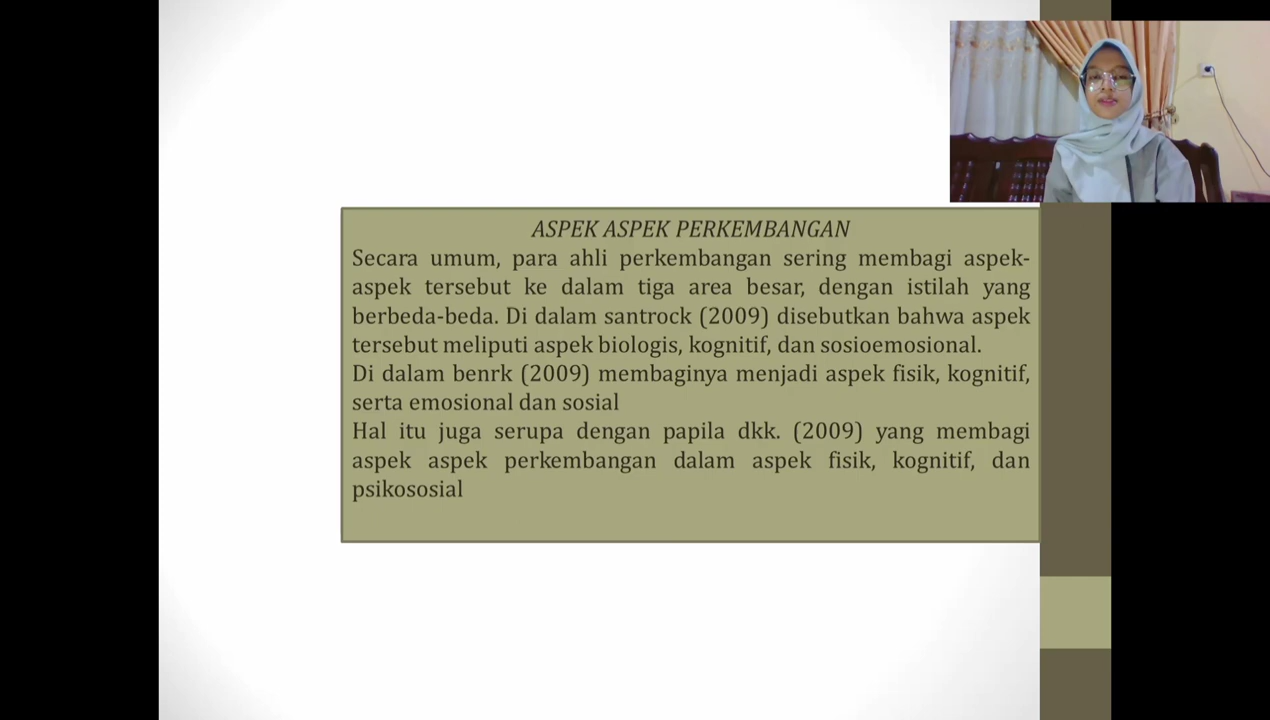 ASPEK ASPEK PERKEMBANGAN
Secara umum, para ahli perkembangan sering membagi aspek-
aspek tersebut ke dalam tiga area besar, dengan istilah yang
berbeda-beda. Di dalam santrock (2009) disebutkan bahwa aspek
tersebut meliputi aspek biologis, kognitif, dan sosioemosional.
Di dalam benrk (2009) membaginya menjadi aspek fisik, kognitif,
serta emosional dan sosial
Hal itu juga serupa dengan papila dkk. (2009) yang membagi
aspek aspek perkembangan dalam aspek fisik, kognitif, dan
psikososial